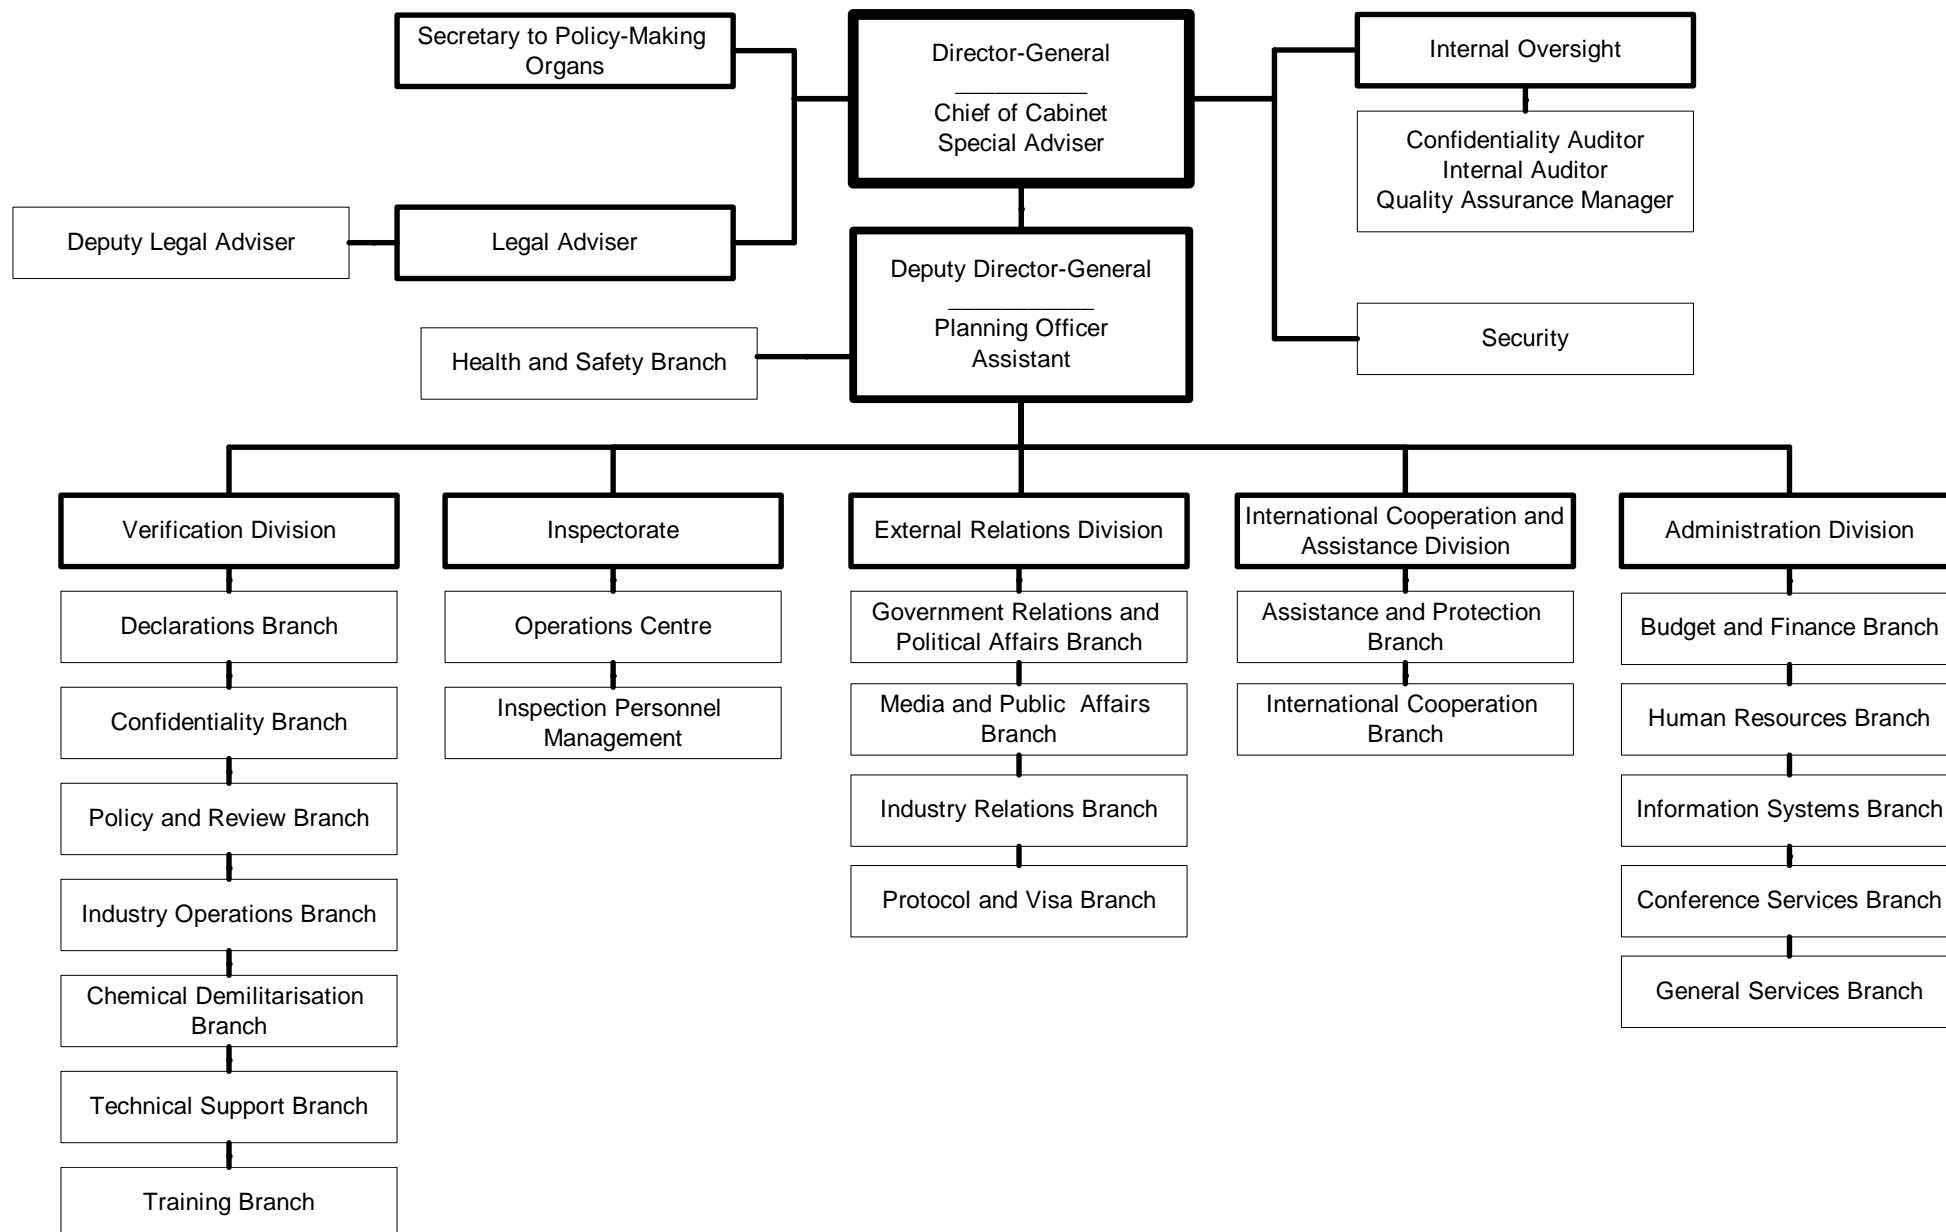 Secretary to Policy-Making
Organs
Director-General
___________
Chief of Cabinet
Special Adviser
Internal Oversight
Confidentiality Auditor
Internal Auditor
Quality Assurance Manager
Deputy Legal Adviser
Legal Adviser
Deputy Director-General
____________
Planning Officer
Assistant
Health and Safety Branch
Security
Verification Division
Declarations Branch
Confidentiality Branch
Policy and Review Branch
Industry Operations Branch
Chemical Demilitarisation
Branch
Technical Support Branch
Training Branch
Inspectorate
Operations Centre
Inspection Personnel
Management
External Relations Division
Government Relations and
Political Affairs Branch
Media and Public  Affairs
Branch
Industry Relations Branch
Protocol and Visa Branch
International Cooperation and
Assistance Division
Assistance and Protection
Branch
International Cooperation
Branch
Administration Division
Budget and Finance Branch
Human Resources Branch
Information Systems Branch
Conference Services Branch
General Services Branch